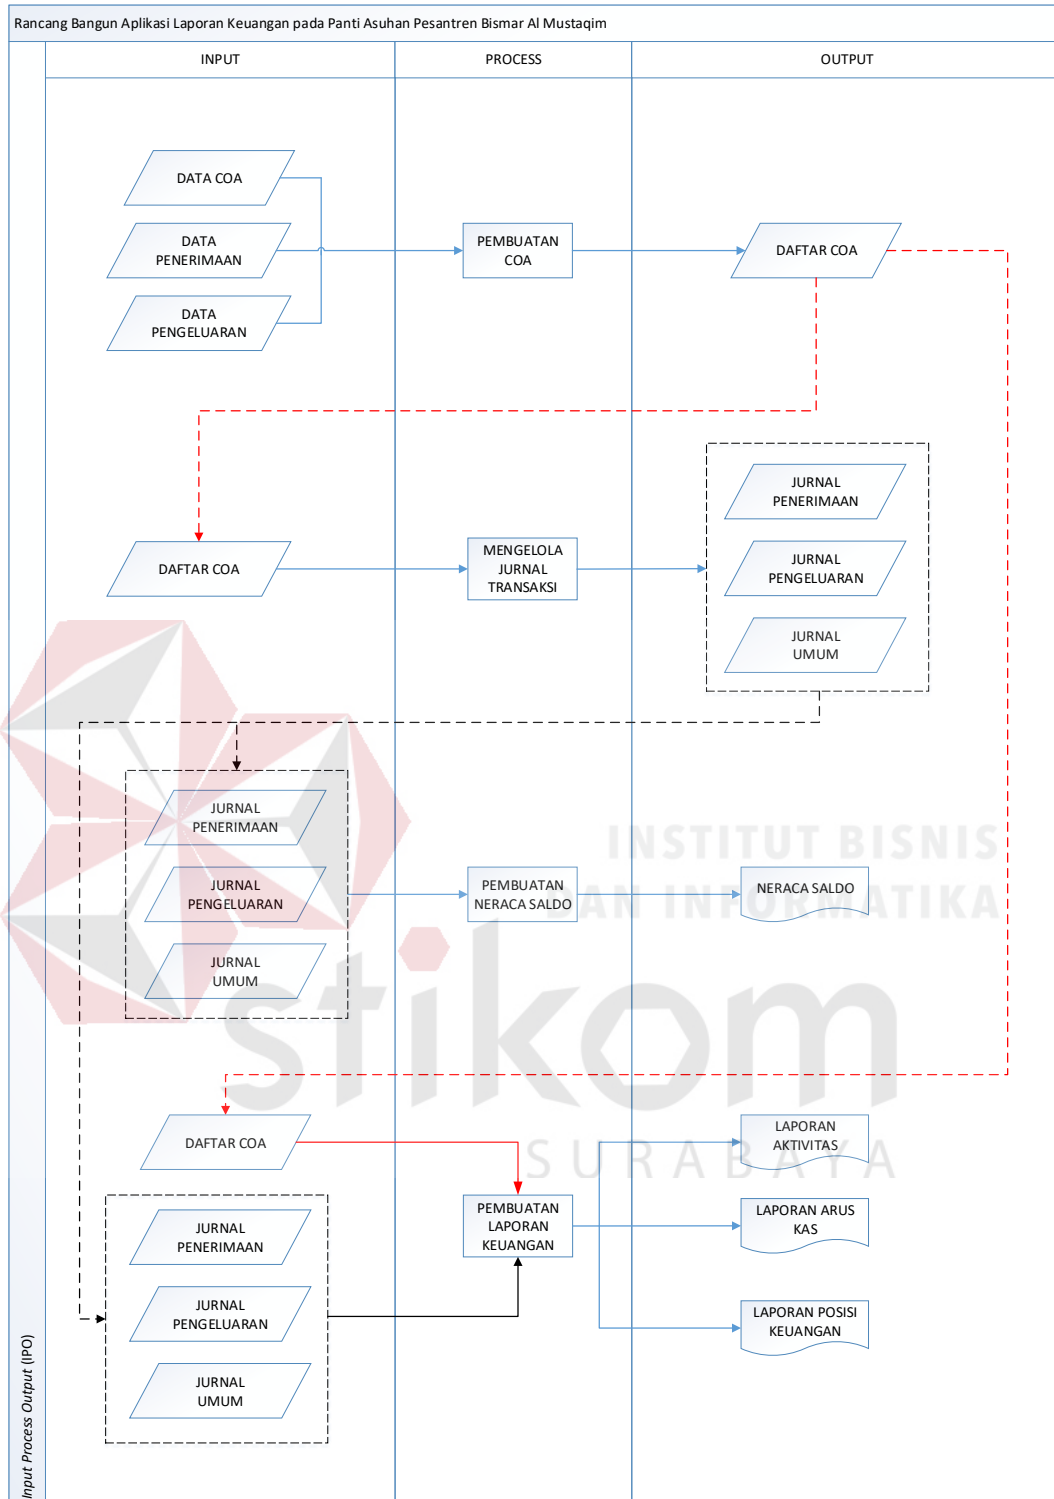 Rancang Bangun Aplikasi Laporan Keuangan pada Panti Asuhan Pesantren Bismar Al Mustaqim
INPUT
PROCESS
OUTPUT
DATA COA
DATA
PENERIMAAN
PEMBUATAN
COA
DAFTAR COA
DATA
PENGELUARAN
JURNAL
PENERIMAAN
DAFTAR COA
MENGELOLA
JURNAL
TRANSAKSI
JURNAL
PENGELUARAN
JURNAL
UMUM
JURNAL
PENERIMAAN
JURNAL
PENGELUARAN
PEMBUATAN
NERACA SALDO
NERACA SALDO
JURNAL
UMUM
INSTITUT BISNIS
DAN INFORMATIKA
stikom
SURABAYA
DAFTAR COA
LAPORAN
AKTIVITAS
JURNAL
PENERIMAAN
PEMBUATAN
LAPORAN
KEUANGAN
LAPORAN ARUS
KAS
JURNAL
PENGELUARAN
LAPORAN POSISI
KEUANGAN
JURNAL
UMUM
Input Process Output (IPO)